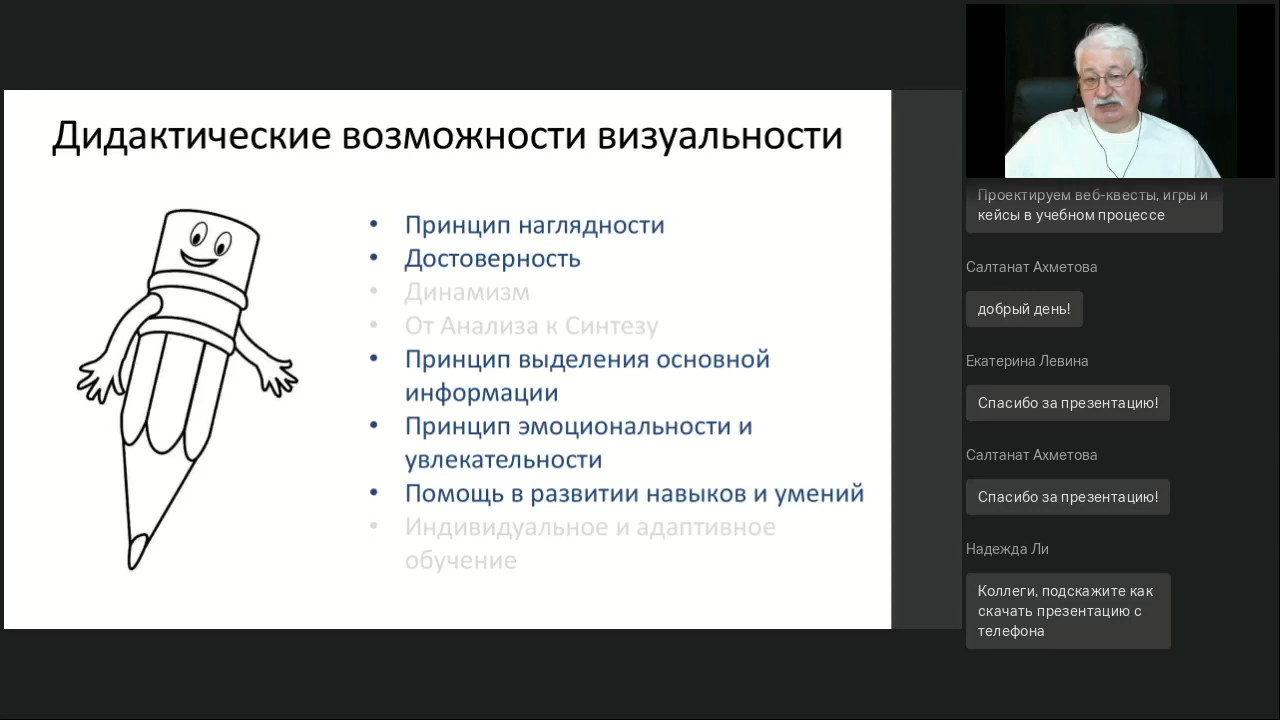 Дидактические возможности визуальности
• Принцип наглядности
• Достоверность
• Динамизм
• От Анализа к Синтезу
• Принцип выделения основной
информации
• Принцип эмоциональности и
увлекательности
• Помощь в развитии навыков и умений
• Индивидуальное и адаптивное
обучение
Проектируем веб-квесты, игры и
кейсы в учебном процессе
Салтанат Ахметова
добрый день!
Екатерина Левина
Спасибо за презентацию!
Салтанат Ахметова
Спасибо за презентацию!
Надежда Ли
Коллеги, подскажите как
скачать презентацию с
телефона